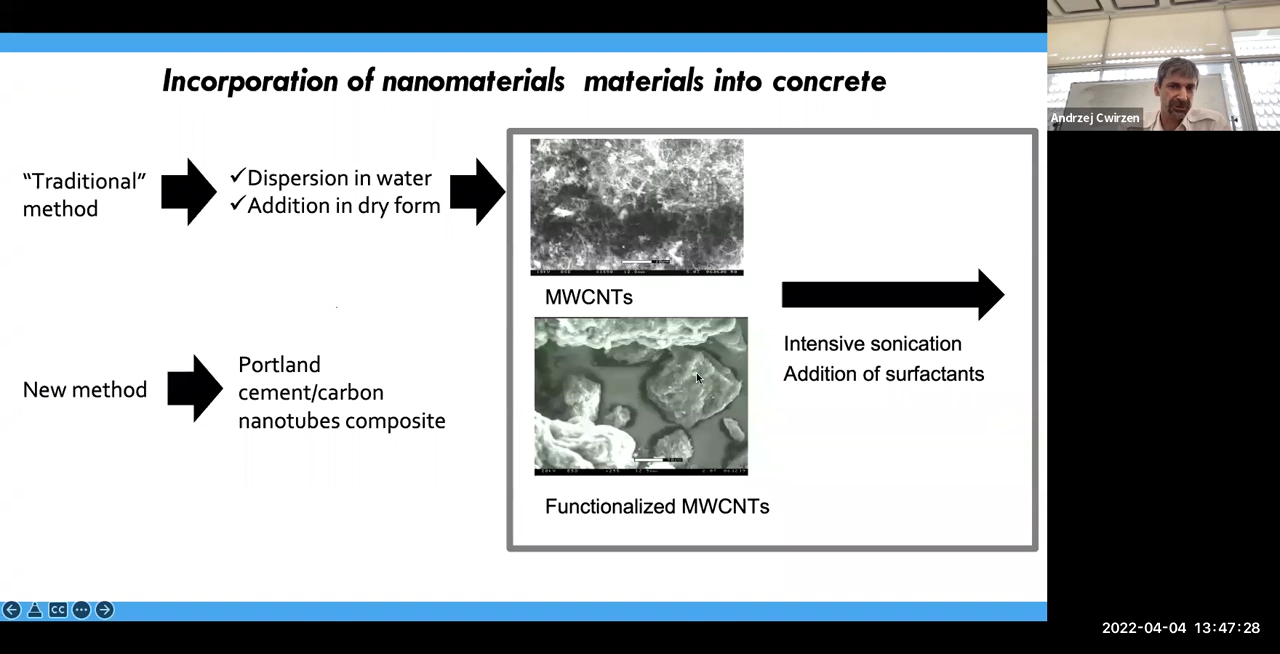 Incorporation of nanomaterials  materials into concrete
Andrzej Cwirzen
“Traditional”
method
✓Dispersion in water
✓Addition in dry form
MWCNTs
Intensive sonication
Addition of surfactants
New method
Portland
cement/carbon
nanotubes composite
Functionalized MWCNTs
CC
2022-04-04 13:47:28